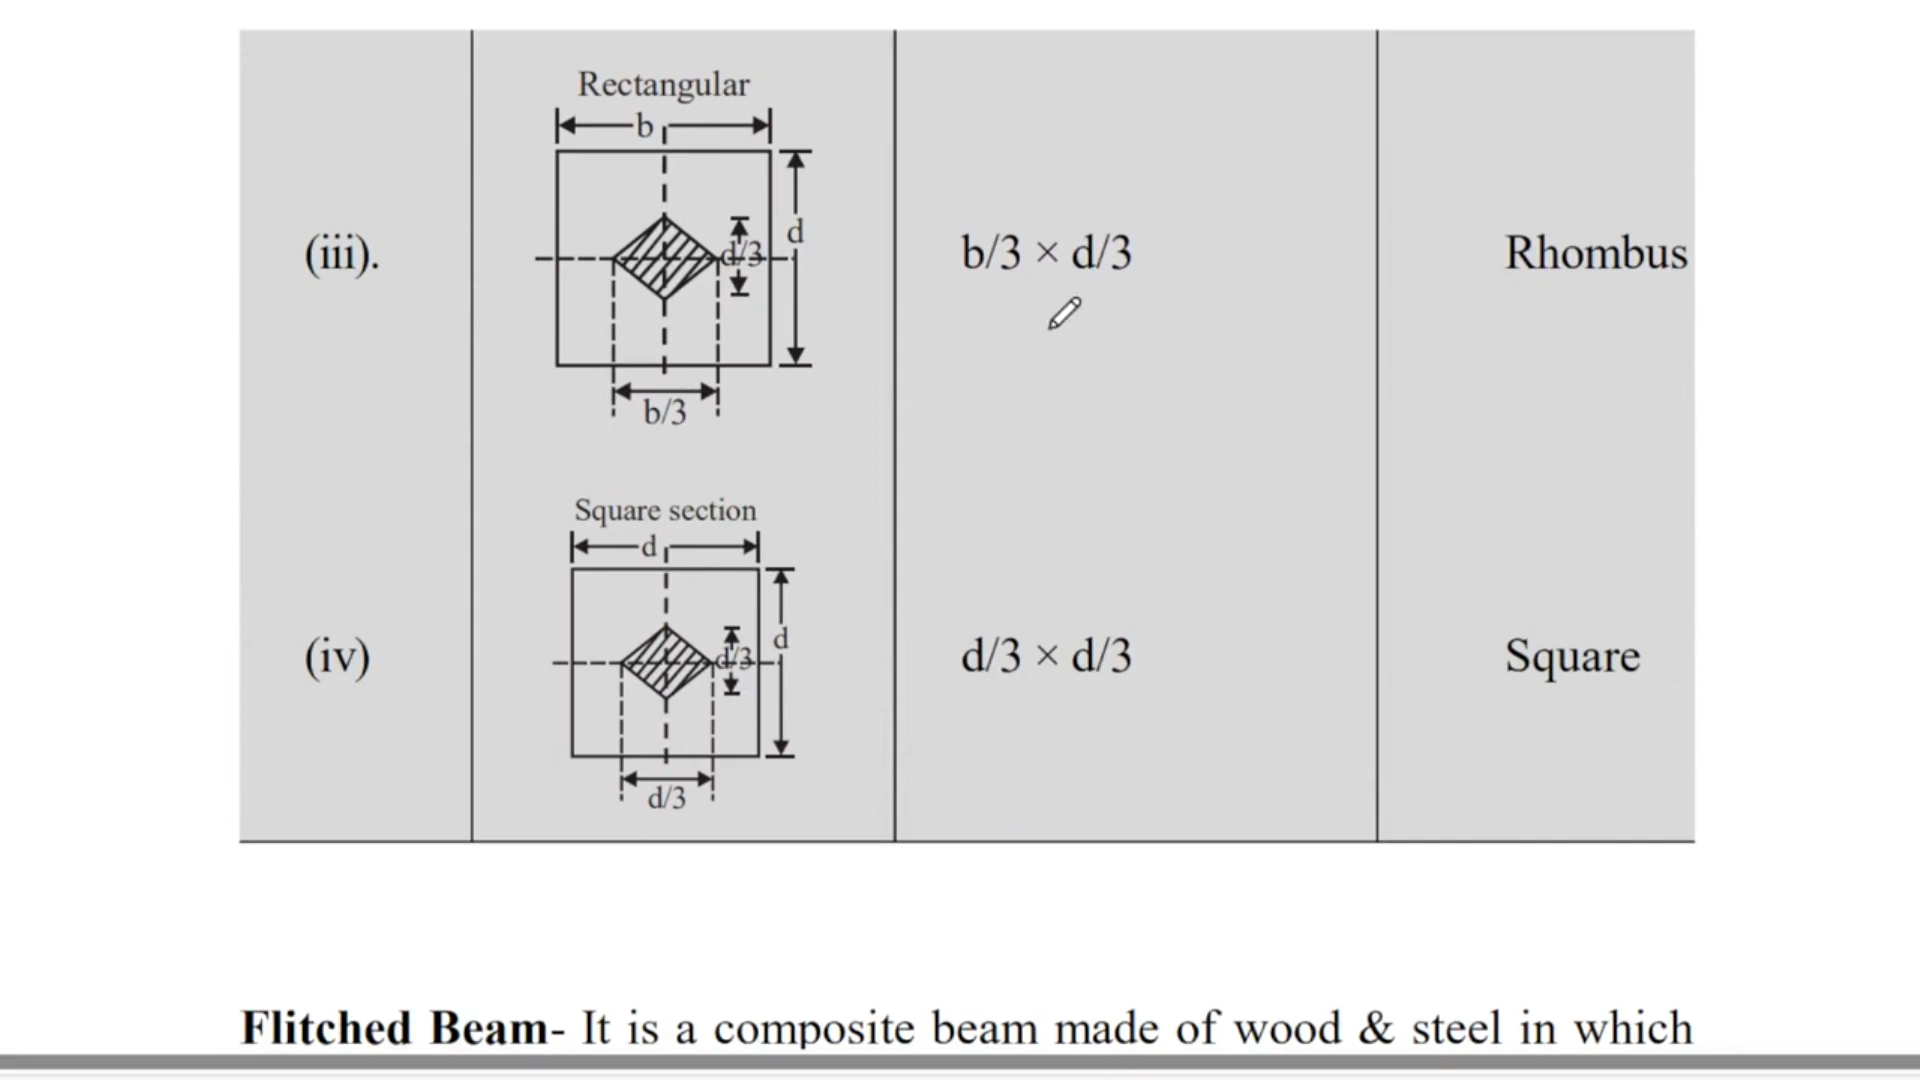 Rectangular
b
d
d/3
(iii).
b/3 × d/3
Rhombus
b/3
Square section
d
d
d/3
(iv)
d/3 × d/3
Square
d/3
Flitched Beam- It is a composite beam made of wood & steel in which